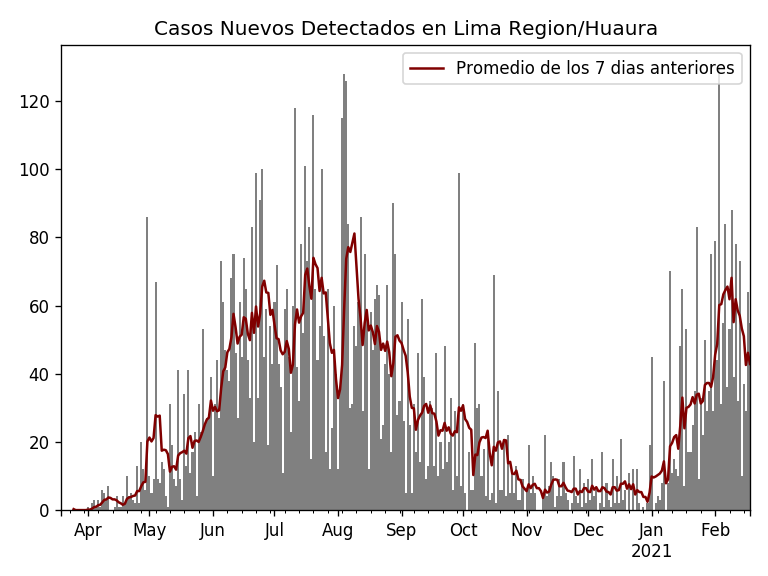 Casos Nuevos Detectados en Lima Region/Huaura
Promedio de los 7 dias anteriores
120
100
80
60
40
20
0
Apr May Jun Jul Aug Sep Oct Nov Dec Jan Feb
2021